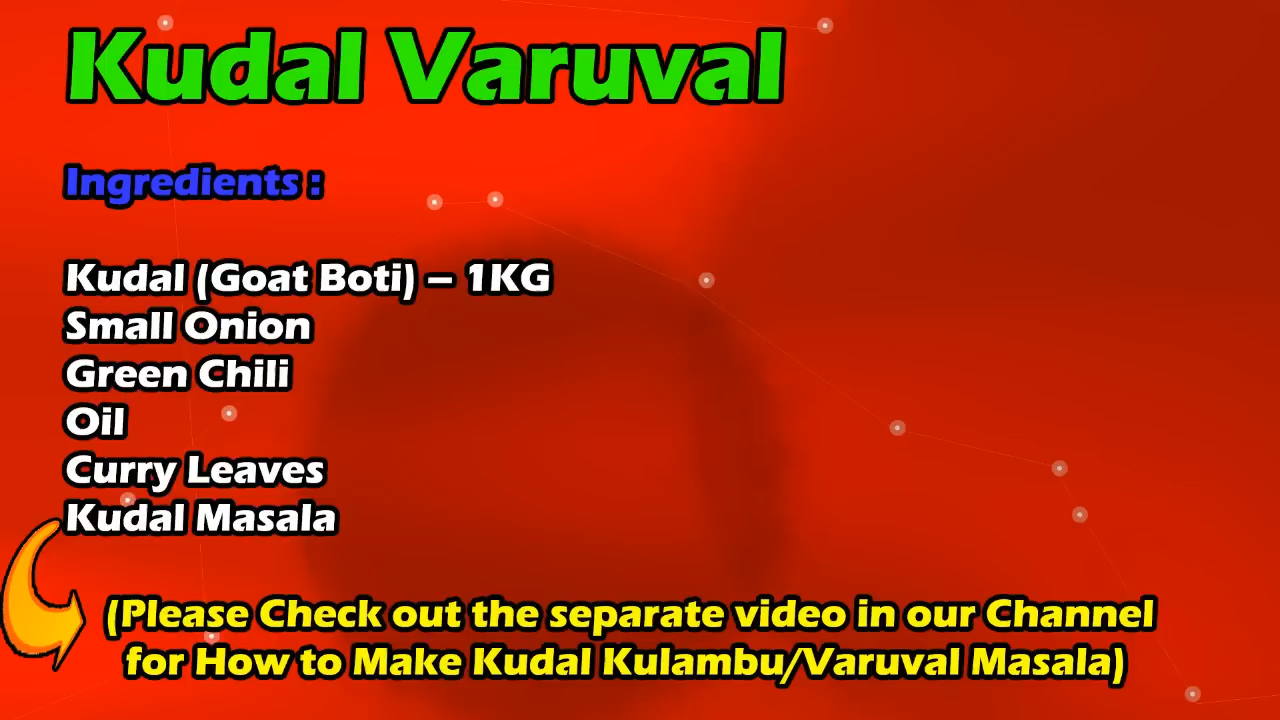 Kudal Varuval
Ingredients :
Kudal (Goat Boti) – 1KG
Small Onion
Green Chili
Oil
Curry Leaves
Kudal Masala
(Please Check out the separate video in our Channel
for How to Make Kudal Kulambu/Varuval Masala)